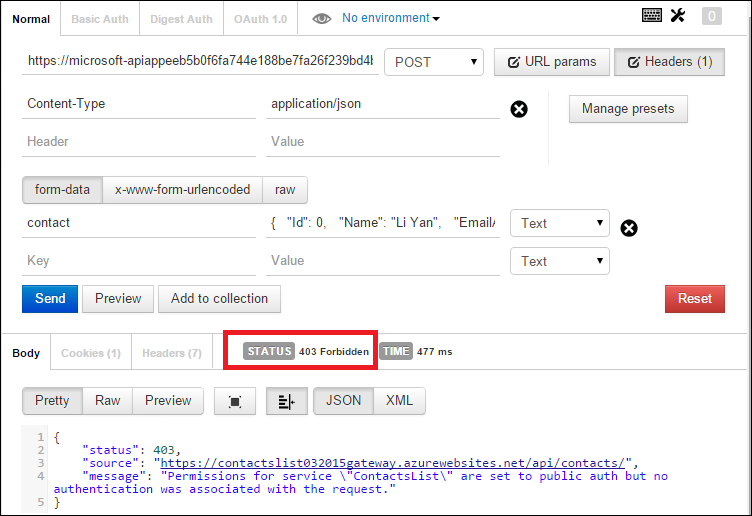 Normal Basic Auth Digest Auth OAuth 1.0 No environment 0
https://microsoft-apiappeeb5b0f6fa744e188be7fa26f239bd4b POST URL params Headers (1)
Content-Type application/json Manage presets
Header Value
form-data x-www-form-urlencoded raw
contact { "Id": 0, "Name": "Li Yan", "EmailA Text
Key Value Text
Send Preview Add to collection Reset
Body Cookies (1) Headers (7) STATUS 403 Forbidden TIME 477 ms
Pretty Raw Preview JSON XML
1 {
2 "status": 403,
3 "source": "https://contactslist032015gateway.azurewebsites.net/api/contacts/",
4 "message": "Permissions for service \"ContactsList\" are set to public auth but no
authentication was associated with the request."
5 }